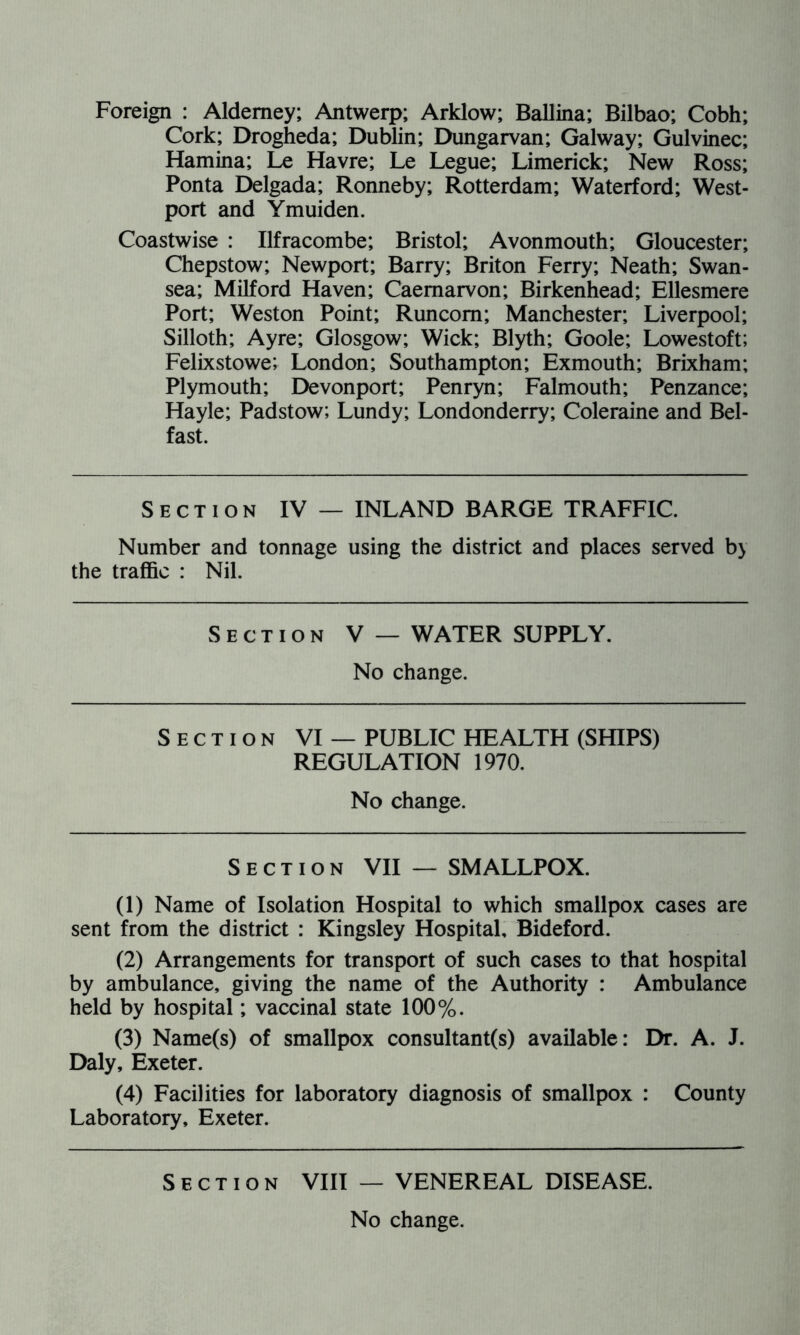 Foreign : Alderney; Antwerp; Arklow; Ballina; Bilbao; Cobh;
Cork; Drogheda; Dublin; Dungarvan; Galway; Gulvinec;
Hamina; Le Havre; Le Legue; Limerick; New Ross;
Ponta Delgada; Ronneby; Rotterdam; Waterford; West-
port and Ymuiden.
Coastwise : Ilfracombe; Bristol; Avonmouth; Gloucester;
Chepstow; Newport; Barry; Briton Ferry; Neath; Swan-
sea; Milford Haven; Caernarvon; Birkenhead; Ellesmere
Port; Weston Point; Runcorn; Manchester; Liverpool;
Silloth; Ayre; Glosgow; Wick; Blyth; Goole; Lowestoft;
Felixstowe; London; Southampton; Exmouth; Brixham;
Plymouth; Devonport; Penryn; Falmouth; Penzance;
Hayle; Padstow; Lundy; Londonderry; Coleraine and Bel-
fast.
Section IV — INLAND BARGE TRAFFIC.
Number and tonnage using the district and places served by
the traffic : Nil.
Section V — WATER SUPPLY.
No change.
Section VI — PUBLIC HEALTH (SHIPS)
REGULATION 1970.
No change.
Section VII — SMALLPOX.
(1) Name of Isolation Hospital to which smallpox cases are
sent from the district : Kingsley Hospital, Bideford.
(2) Arrangements for transport of such cases to that hospital
by ambulance, giving the name of the Authority : Ambulance
held by hospital ; vaccinal state 100%.
(3) Name(s) of smallpox consultant(s) available: Dr. A. J.
Daly, Exeter.
(4) Facilities for laboratory diagnosis of smallpox : County
Laboratory, Exeter.
Section VIII — VENEREAL DISEASE.
No change.